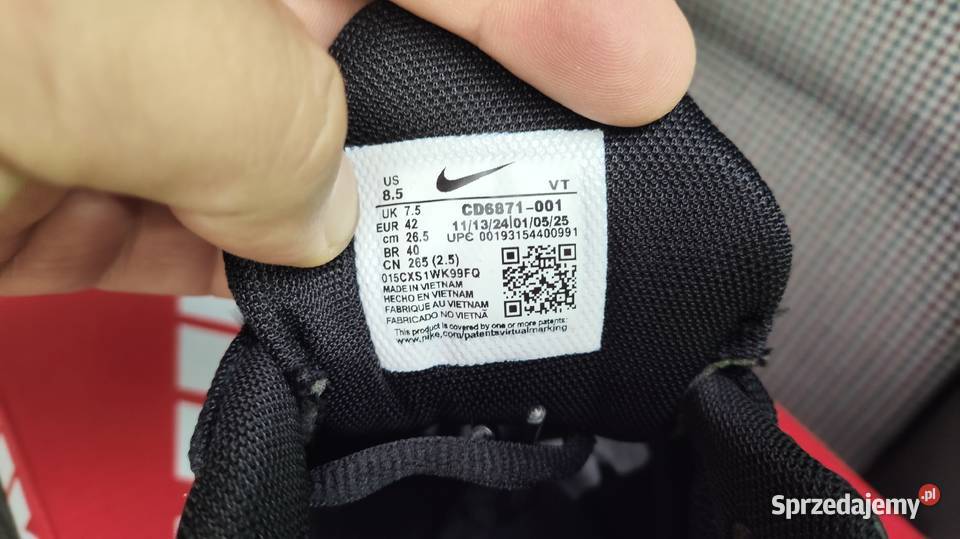 US
8.5
VT
UK 7.5
CD6871-001
EUR 42
11/13/24|01/05/25
cm 26.5
UPC 00193154400991
BR 40
CN 265 (2.5)
015CXS1WK99FQ
MADE IN VIETNAM
HECHO EN VIETNAM
FABRIQUE AU VIETNAM
FABRICADO NO VIETNÃ
This product is covered by one or more patents:
www.nike.com/patentsvirtualmarking
Sprzedajemy.pl